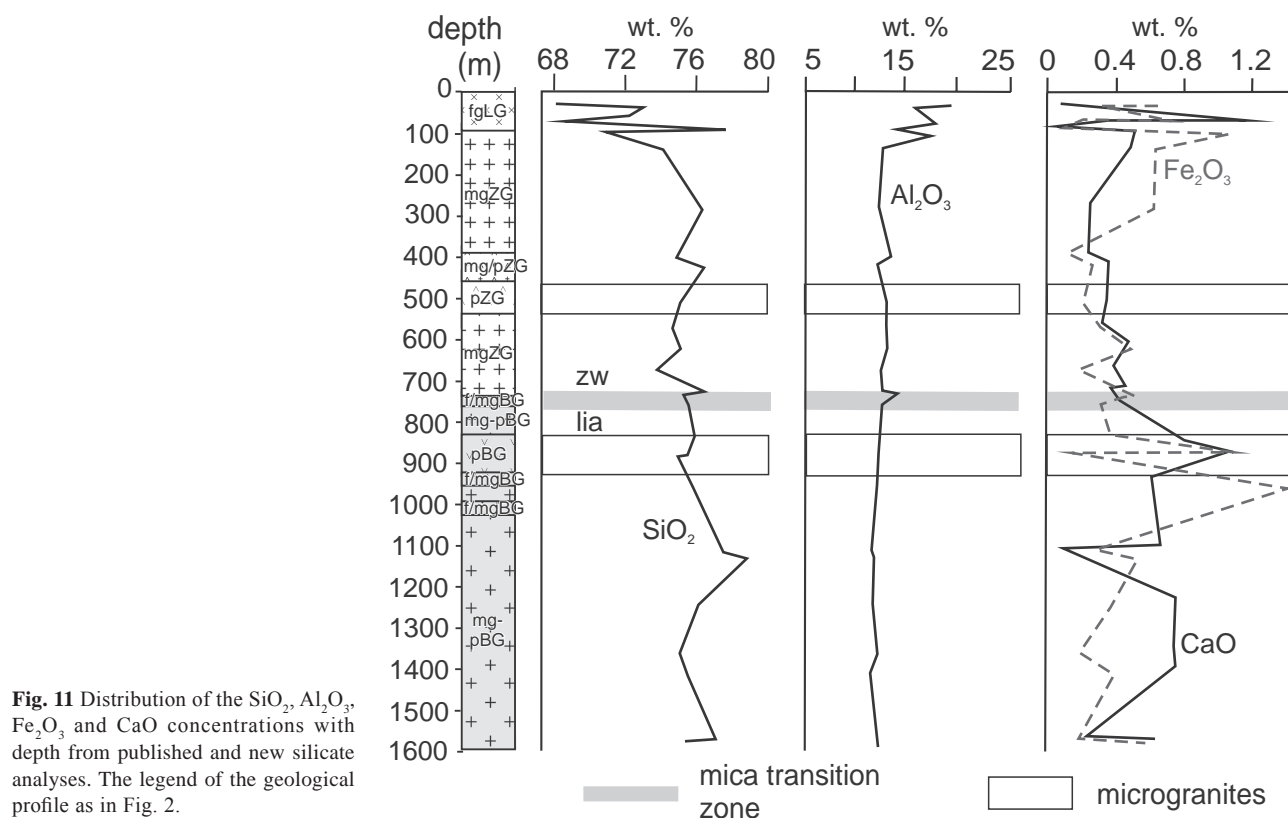 depth
(m)
wt. %
wt. %
wt. %
68 72 76 80
5 15 25
0 0.4 0.8 1.2
0
100
200
300
400
500
600
700
800
900
1000
1100
1200
1300
1400
1500
1600
fgLG
mgZG
mg/pZG
pZG
mgZG
f/mgBG
mg-pBG
pBG
f/mgBG
f/mgBG
mg-
pBG
zw
lia
SiO₂
Al₂O₃
Fe₂O₃
CaO
mica transition
zone
microgranites
Fig. 11 Distribution of the SiO₂, Al₂O₃,
Fe₂O₃ and CaO concentrations with
depth from published and new silicate
analyses. The legend of the geological
profile as in Fig. 2.